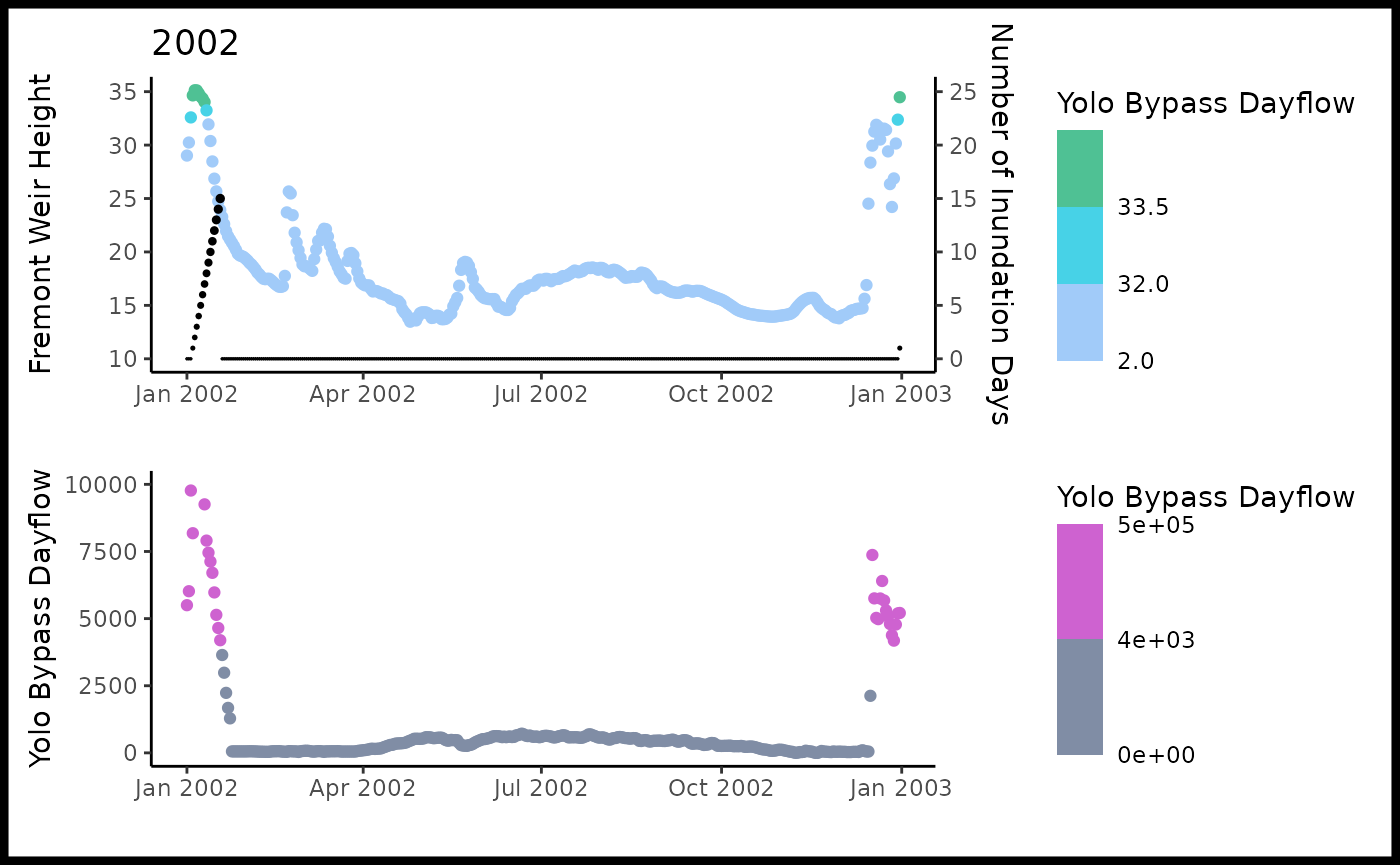 2002
Fremont Weir Height
35
30
25
20
15
10
25
20
15
10
5
0
Number of Inundation Days
Jan 2002
Apr 2002
Jul 2002
Oct 2002
Jan 2003
Yolo Bypass Dayflow
33.5
32.0
2.0
Yolo Bypass Dayflow
10000
7500
5000
2500
0
Jan 2002
Apr 2002
Jul 2002
Oct 2002
Jan 2003
Yolo Bypass Dayflow
5e+05
4e+03
0e+00